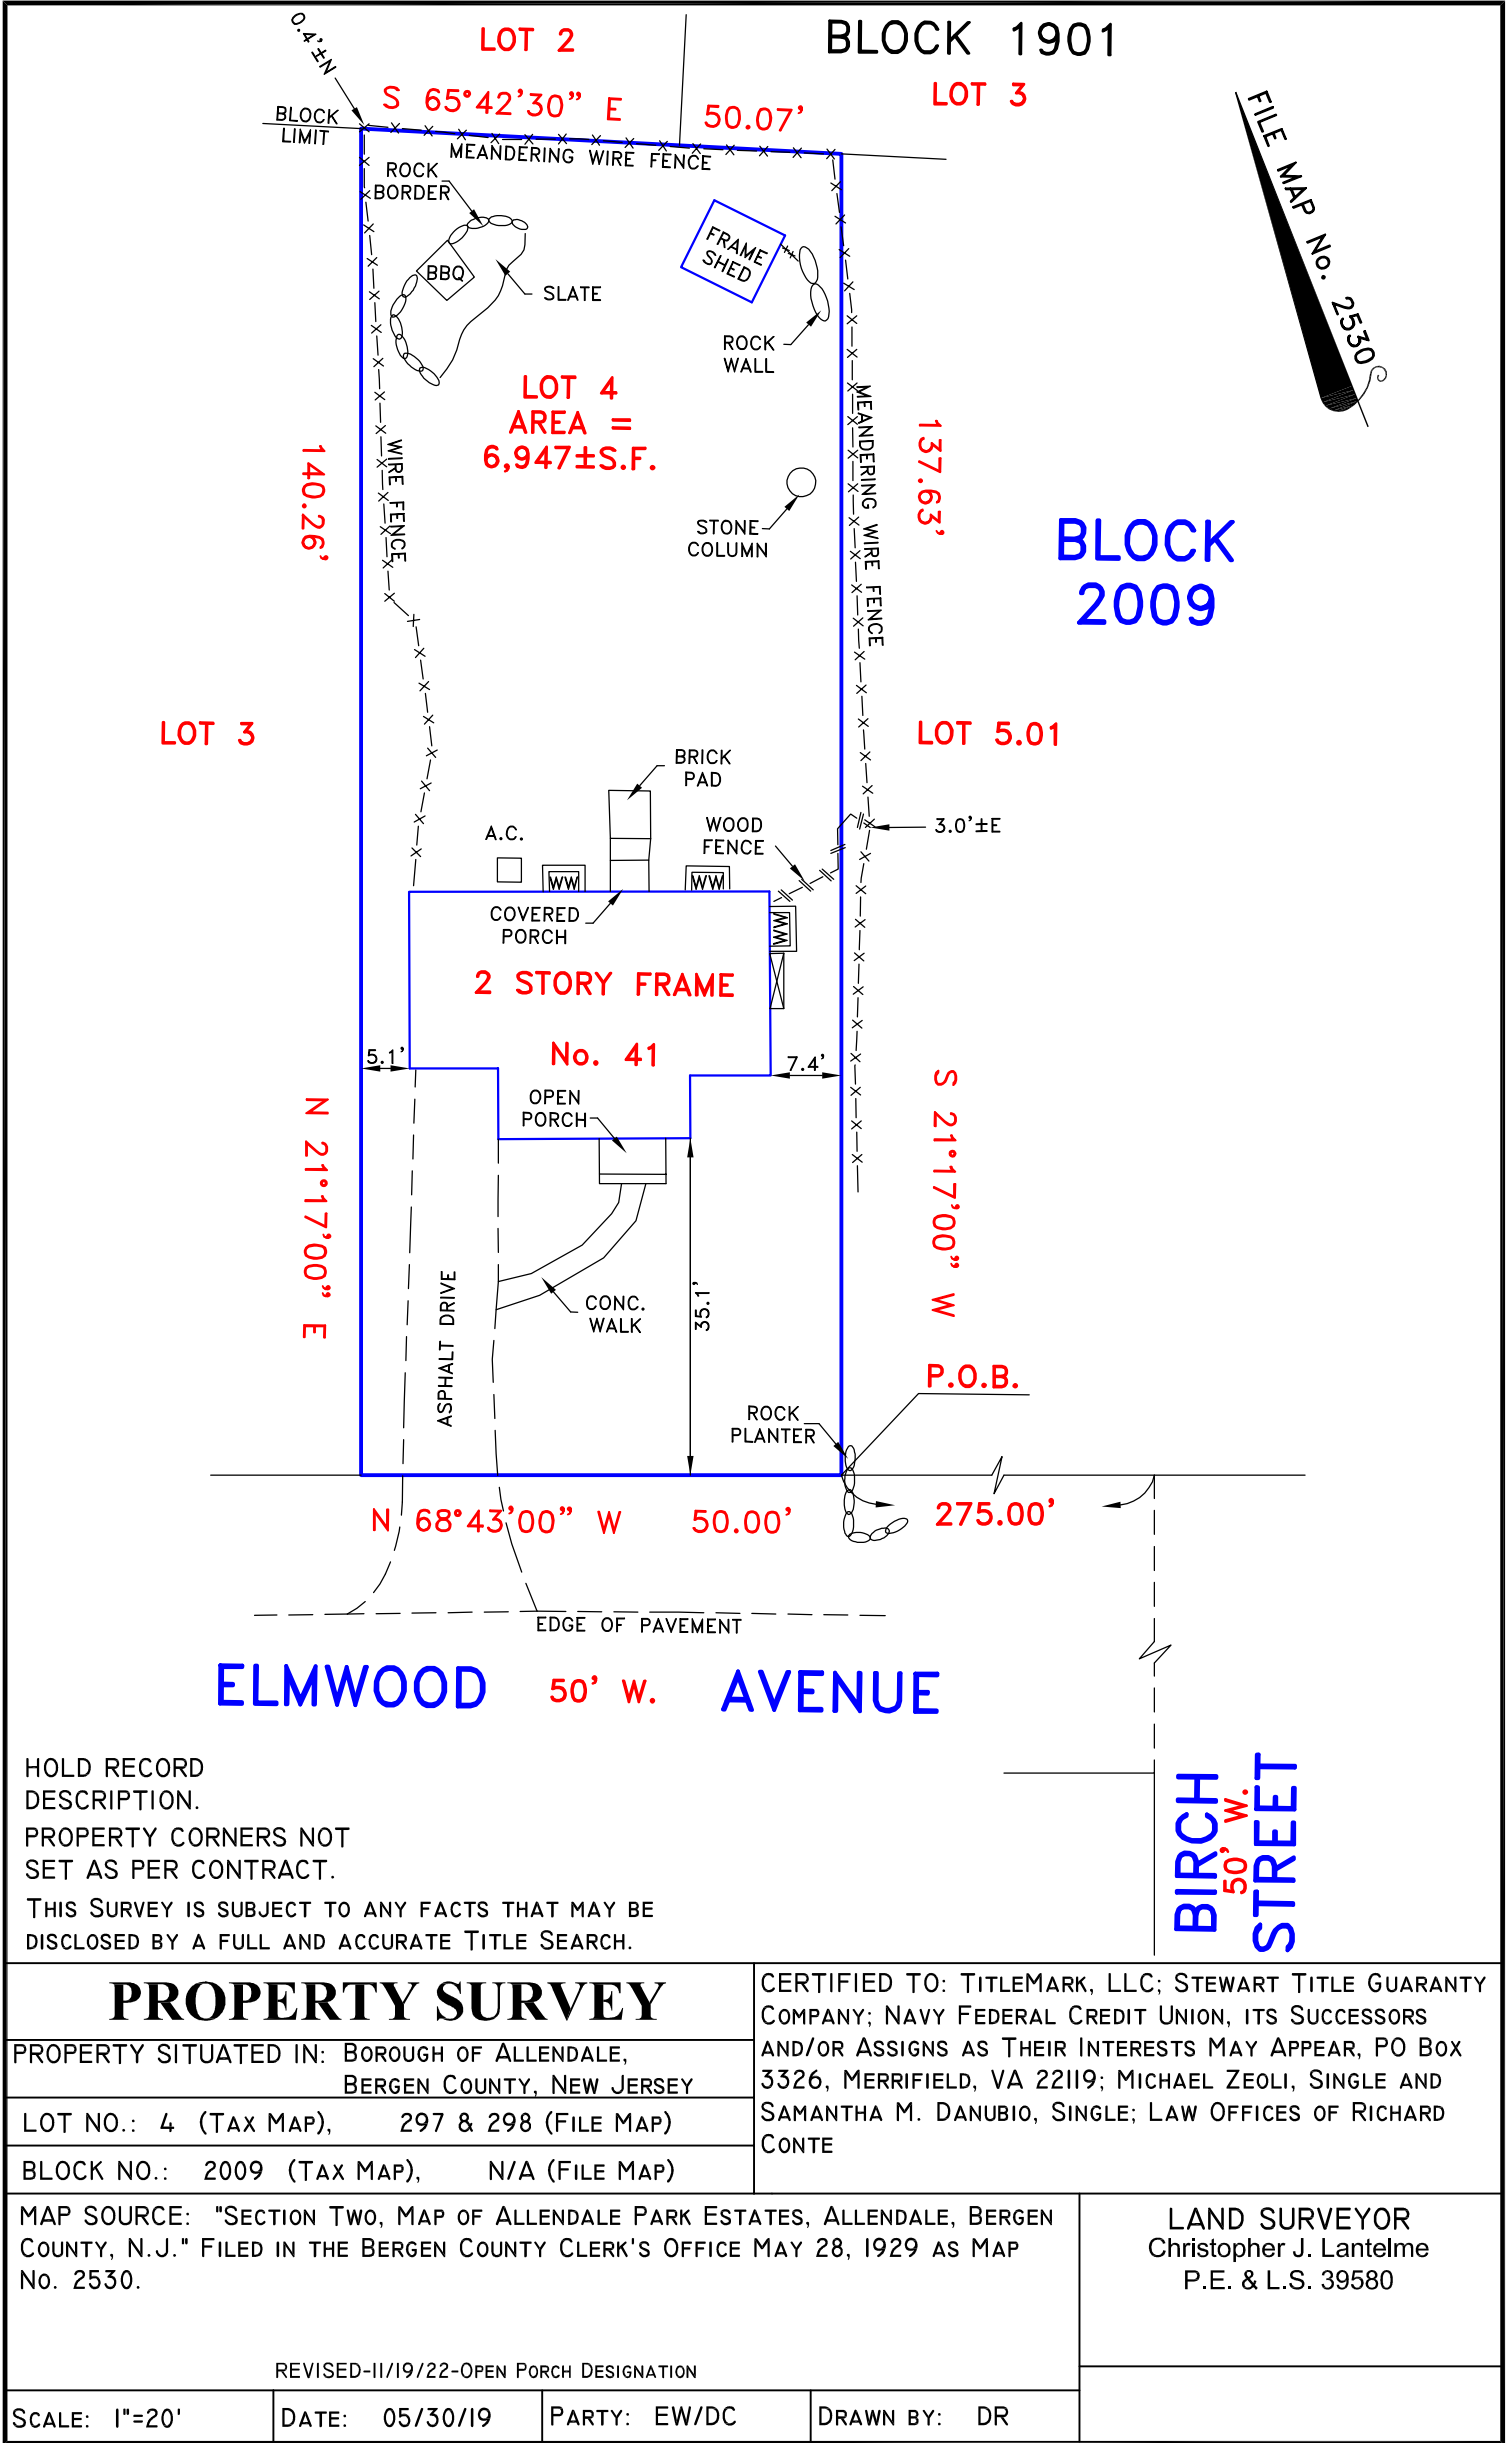 0.4'±N
LOT 2
BLOCK 1901
LOT 3
S 65°42'30" E 50.07'
BLOCK
LIMIT
MEANDERING WIRE FENCE
FILE MAP No. 2530
ROCK
BORDER
BBQ
SLATE
FRAME
SHED
ROCK
WALL
LOT 4
AREA =
6,947±S.F.
140.26'
WIRE FENCE
MEANDERING WIRE FENCE
137.63'
STONE
COLUMN
BLOCK
2009
LOT 3
LOT 5.01
BRICK
PAD
A.C.
WOOD
FENCE
3.0'±E
WW
WW
WW
COVERED
PORCH
2 STORY FRAME
No. 41
5.1'
7.4'
OPEN
PORCH
N 21°17'00" E
S 21°17'00" W
ASPHALT DRIVE
CONC.
WALK
35.1'
P.O.B.
ROCK
PLANTER
N 68°43'00" W 50.00'
275.00'
EDGE OF PAVEMENT
ELMWOOD 50' W. AVENUE
BIRCH
50' W.
STREET
HOLD RECORD
DESCRIPTION.
PROPERTY CORNERS NOT
SET AS PER CONTRACT.
THIS SURVEY IS SUBJECT TO ANY FACTS THAT MAY BE
DISCLOSED BY A FULL AND ACCURATE TITLE SEARCH.
PROPERTY SURVEY
PROPERTY SITUATED IN: BOROUGH OF ALLENDALE,
BERGEN COUNTY, NEW JERSEY
LOT NO.: 4 (TAX MAP), 297 & 298 (FILE MAP)
BLOCK NO.: 2009 (TAX MAP), N/A (FILE MAP)
CERTIFIED TO: TITLEMARK, LLC; STEWART TITLE GUARANTY
COMPANY; NAVY FEDERAL CREDIT UNION, ITS SUCCESSORS
AND/OR ASSIGNS AS THEIR INTERESTS MAY APPEAR, PO BOX
3326, MERRIFIELD, VA 22119; MICHAEL ZEOLI, SINGLE AND
SAMANTHA M. DANUBIO, SINGLE; LAW OFFICES OF RICHARD
CONTE
MAP SOURCE: "SECTION TWO, MAP OF ALLENDALE PARK ESTATES, ALLENDALE, BERGEN
COUNTY, N.J." FILED IN THE BERGEN COUNTY CLERK'S OFFICE MAY 28, 1929 AS MAP
No. 2530.
REVISED-11/19/22-OPEN PORCH DESIGNATION
LAND SURVEYOR
Christopher J. Lantelme
P.E. & L.S. 39580
SCALE: 1"=20'
DATE: 05/30/19
PARTY: EW/DC
DRAWN BY: DR